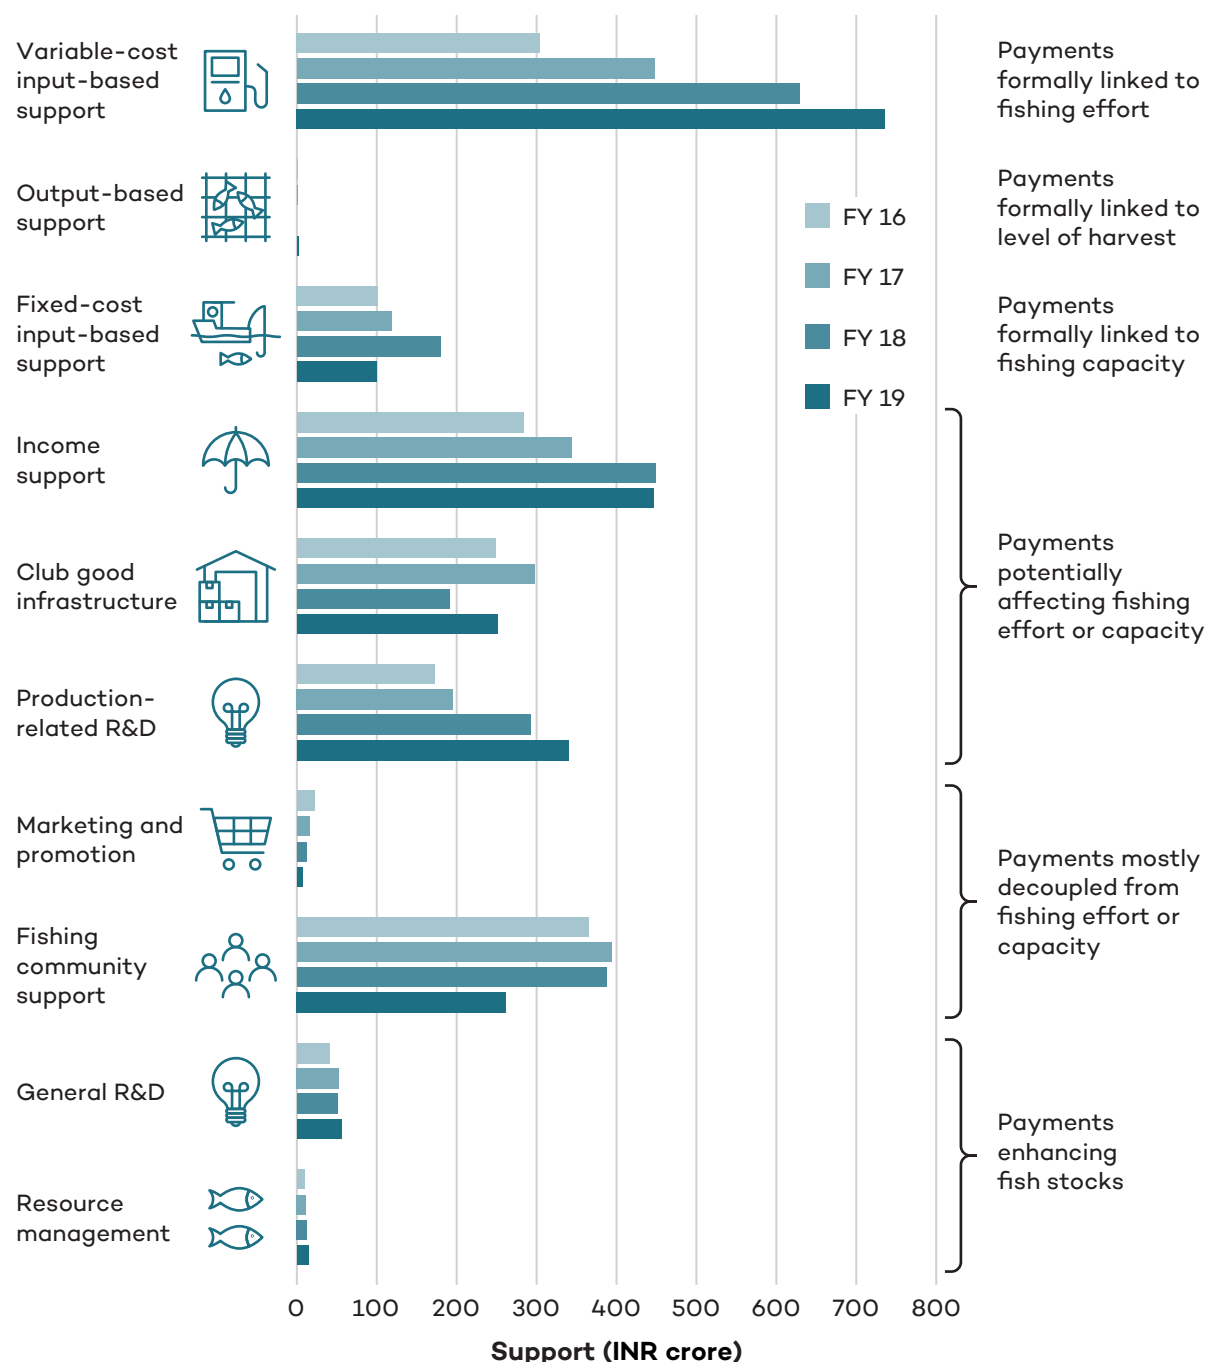 Variable-cost
input-based
support
Payments
formally linked to
fishing effort
Output-based
support
Payments
formally linked to
level of harvest
FY 16
FY 17
FY 18
FY 19
Fixed-cost
input-based
support
Payments
formally linked to
fishing capacity
Income
support
Club good
infrastructure
Payments
potentially
affecting fishing
effort or capacity
Production-
related R&D
Marketing and
promotion
Payments mostly
decoupled from
fishing effort or
capacity
Fishing
community
support
General R&D
Payments
enhancing
fish stocks
Resource
management
0 100 200 300 400 500 600 700 800
Support (INR crore)